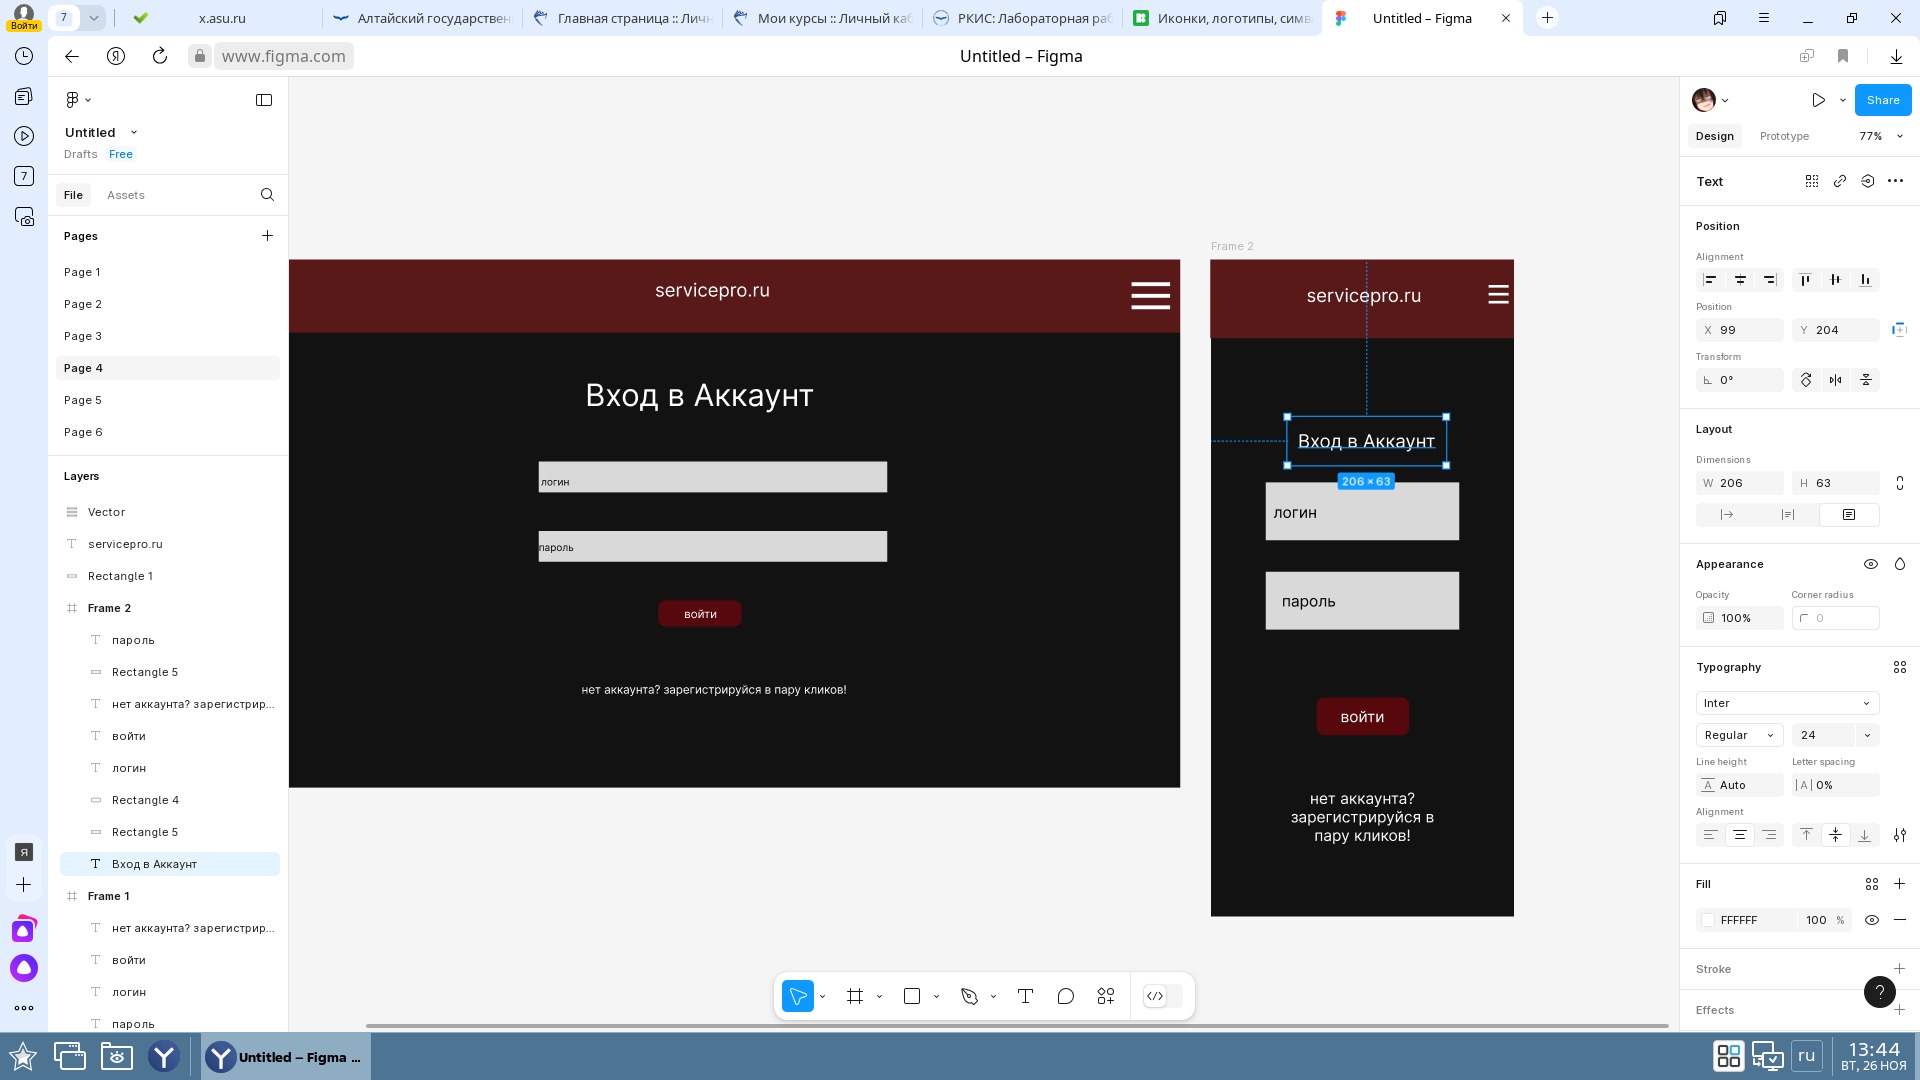 Войти
7
x.asu.ru
Алтайский государствен
Главная страница :: Личн
Мои курсы :: Личный каб
РКИС: Лабораторная раб
Иконки, логотипы, симв
Untitled – Figma
www.figma.com
Untitled – Figma
7
Я
Untitled
Drafts
Free
File
Assets
Pages
Page 1
Page 2
Page 3
Page 4
Page 5
Page 6
Layers
Vector
servicepro.ru
Rectangle 1
Frame 2
пароль
Rectangle 5
нет аккаунта? зарегистрир...
войти
логин
Rectangle 4
Rectangle 5
Вход в Аккаунт
Frame 1
нет аккаунта? зарегистрир...
войти
логин
пароль
servicepro.ru
Вход в Аккаунт
логин
пароль
войти
нет аккаунта? зарегистрируйся в пару кликов!
Frame 2
servicepro.ru
Вход в Аккаунт
206 × 63
логин
пароль
войти
нет аккаунта?
зарегистрируйся в
пару кликов!
Share
Design
Prototype
77%
Text
Position
Alignment
Position
X 99
Y 204
Transform
0°
Layout
Dimensions
W 206
H 63
Appearance
Opacity
Corner radius
100%
0
Typography
Inter
Regular
24
Line height
Letter spacing
Auto
0%
Alignment
Fill
FFFFFF
100 %
Stroke
Effects
?
Untitled – Figma ...
ru
13:44
ВТ, 26 НОЯ